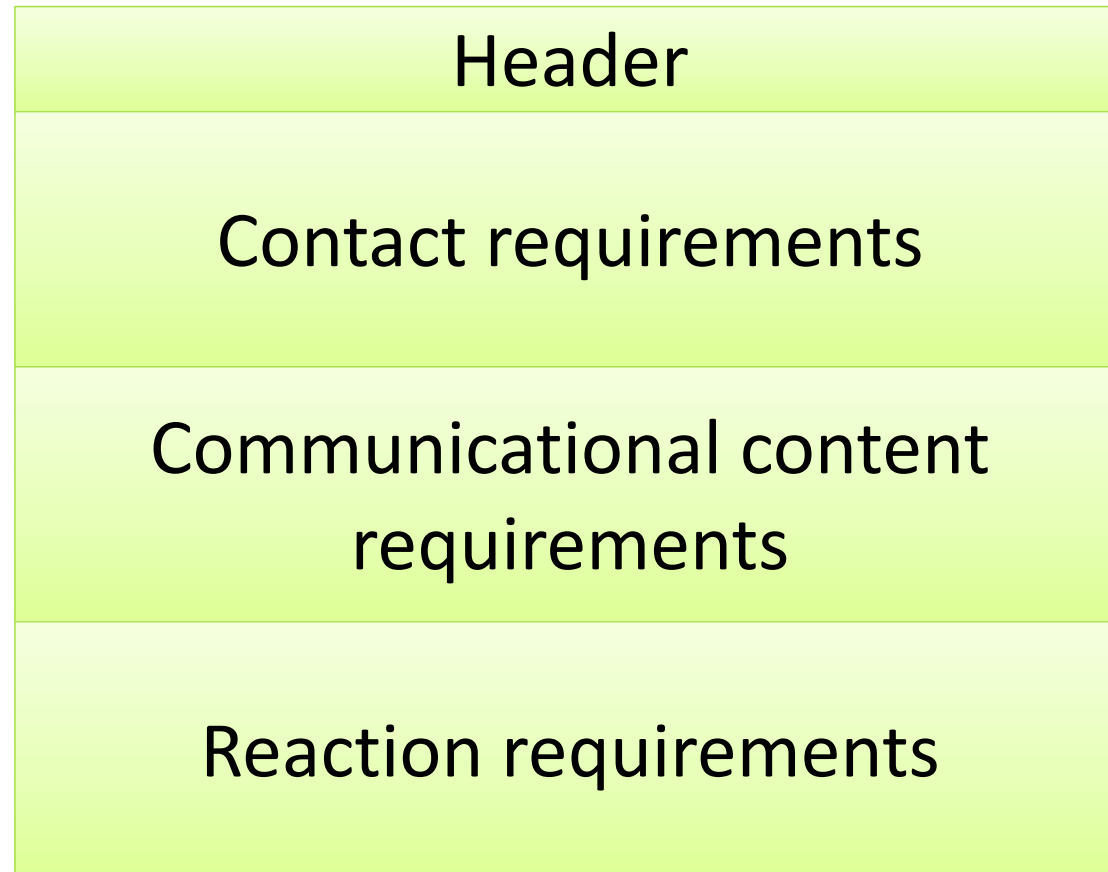 Header
Contact requirements
Communicational content
requirements
Reaction requirements